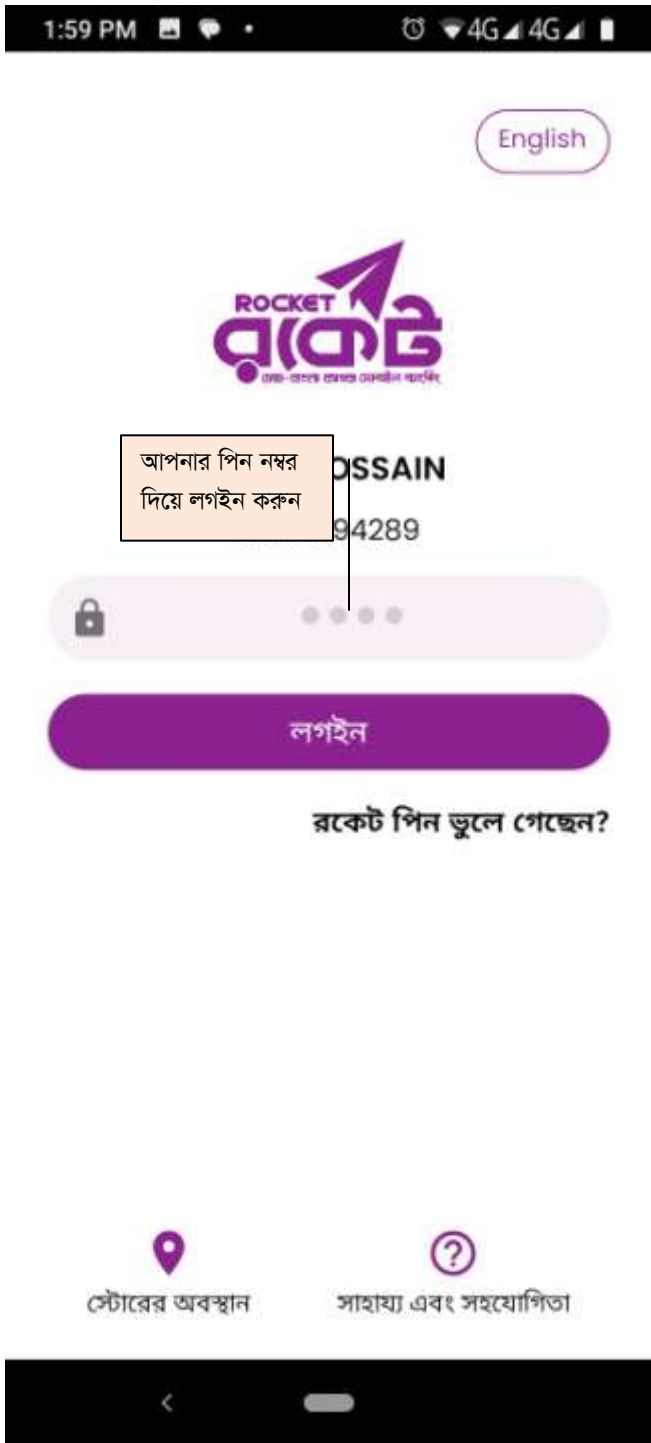 1:59 PM 4G 4G
English
ROCKET
রকেট
আপনার পিন নম্বর
দিয়ে লগইন করুন
OSSAIN
94289
লগইন
রকেট পিন ভুলে গেছেন?
স্টোরের অবস্থান
সাহায্য এবং সহযোগিতা